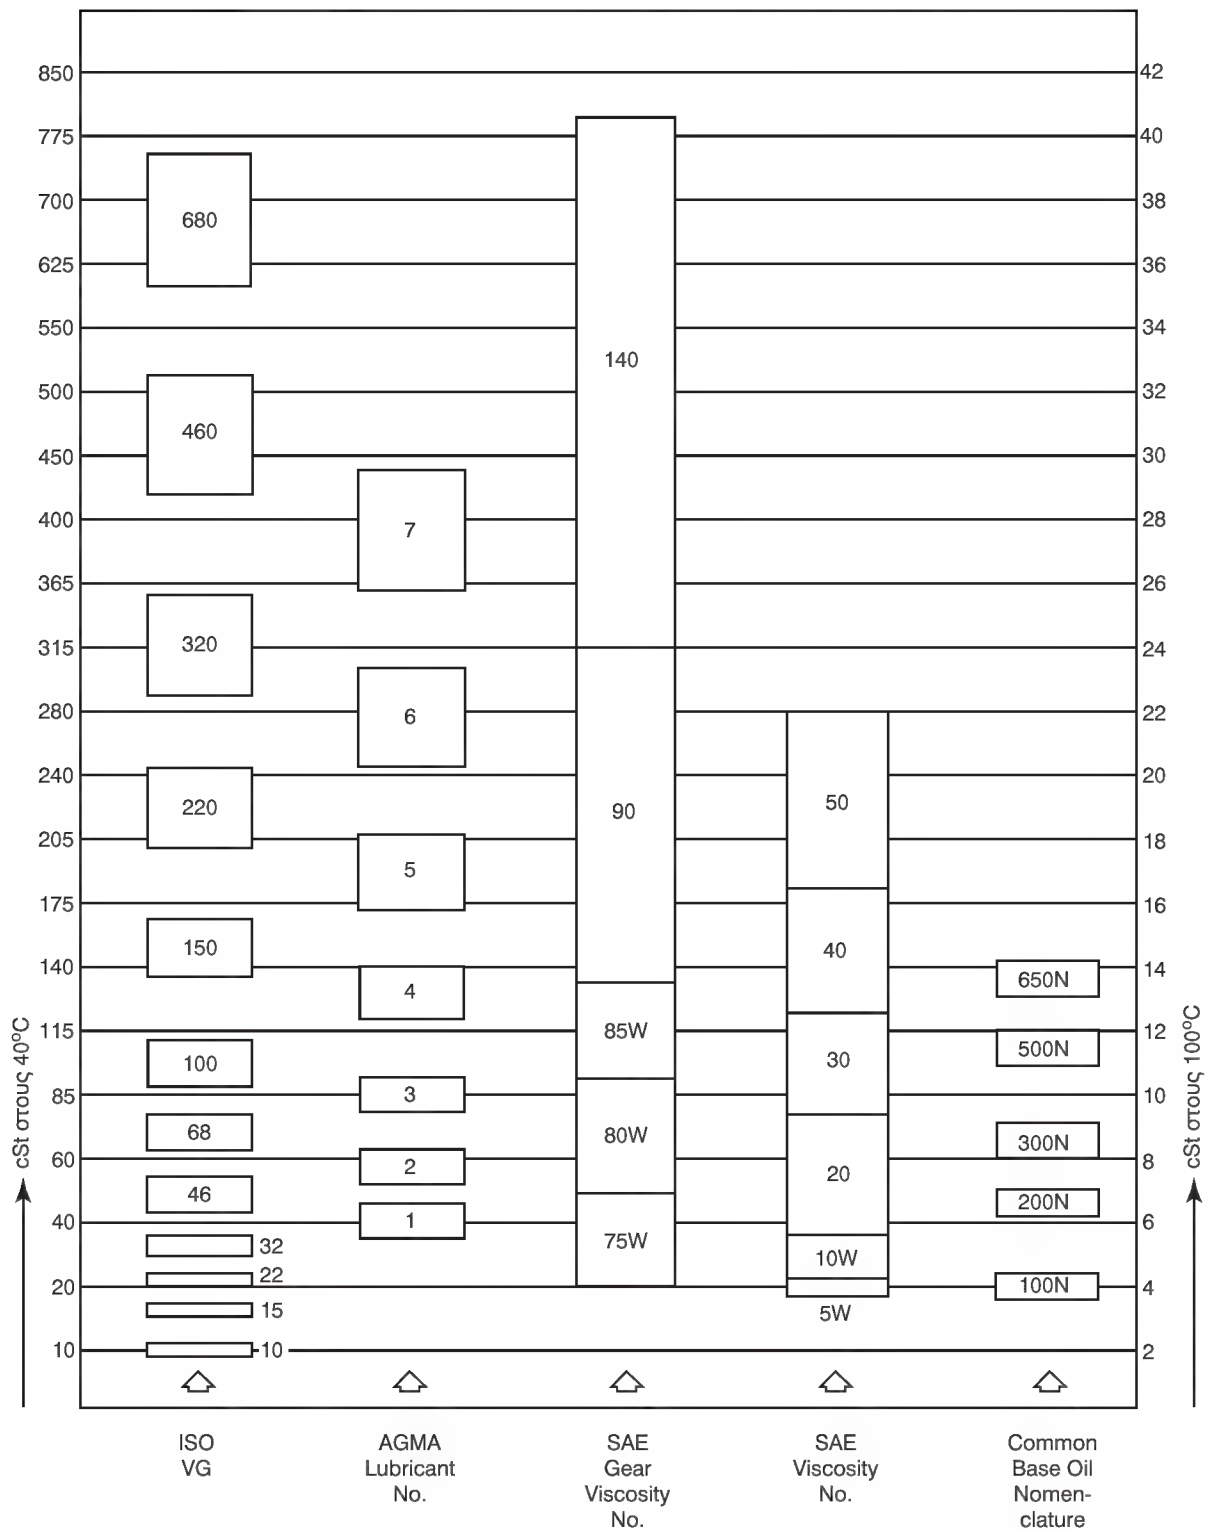 850 42
775 40
700 680 38
625 36
550 34
140
500 32
460
450 30
7
400 28
365 26
315 320 24
6
280 22
240 20
220 90 50
205 18
5
175 16
150 40
140 14
4 650N
115 85W 12
100 30 500N
85 3 10
68 80W 300N
60 2 8
46 20 200N
40 1 6
32 75W 10W
22
20 100N 4
15 5W
10 10 2
cSt στους 40°C
cSt στους 100°C
ISO AGMA SAE SAE Common
VG Lubricant Gear Viscosity Base Oil
No. Viscosity No. Nomen-
No. clature